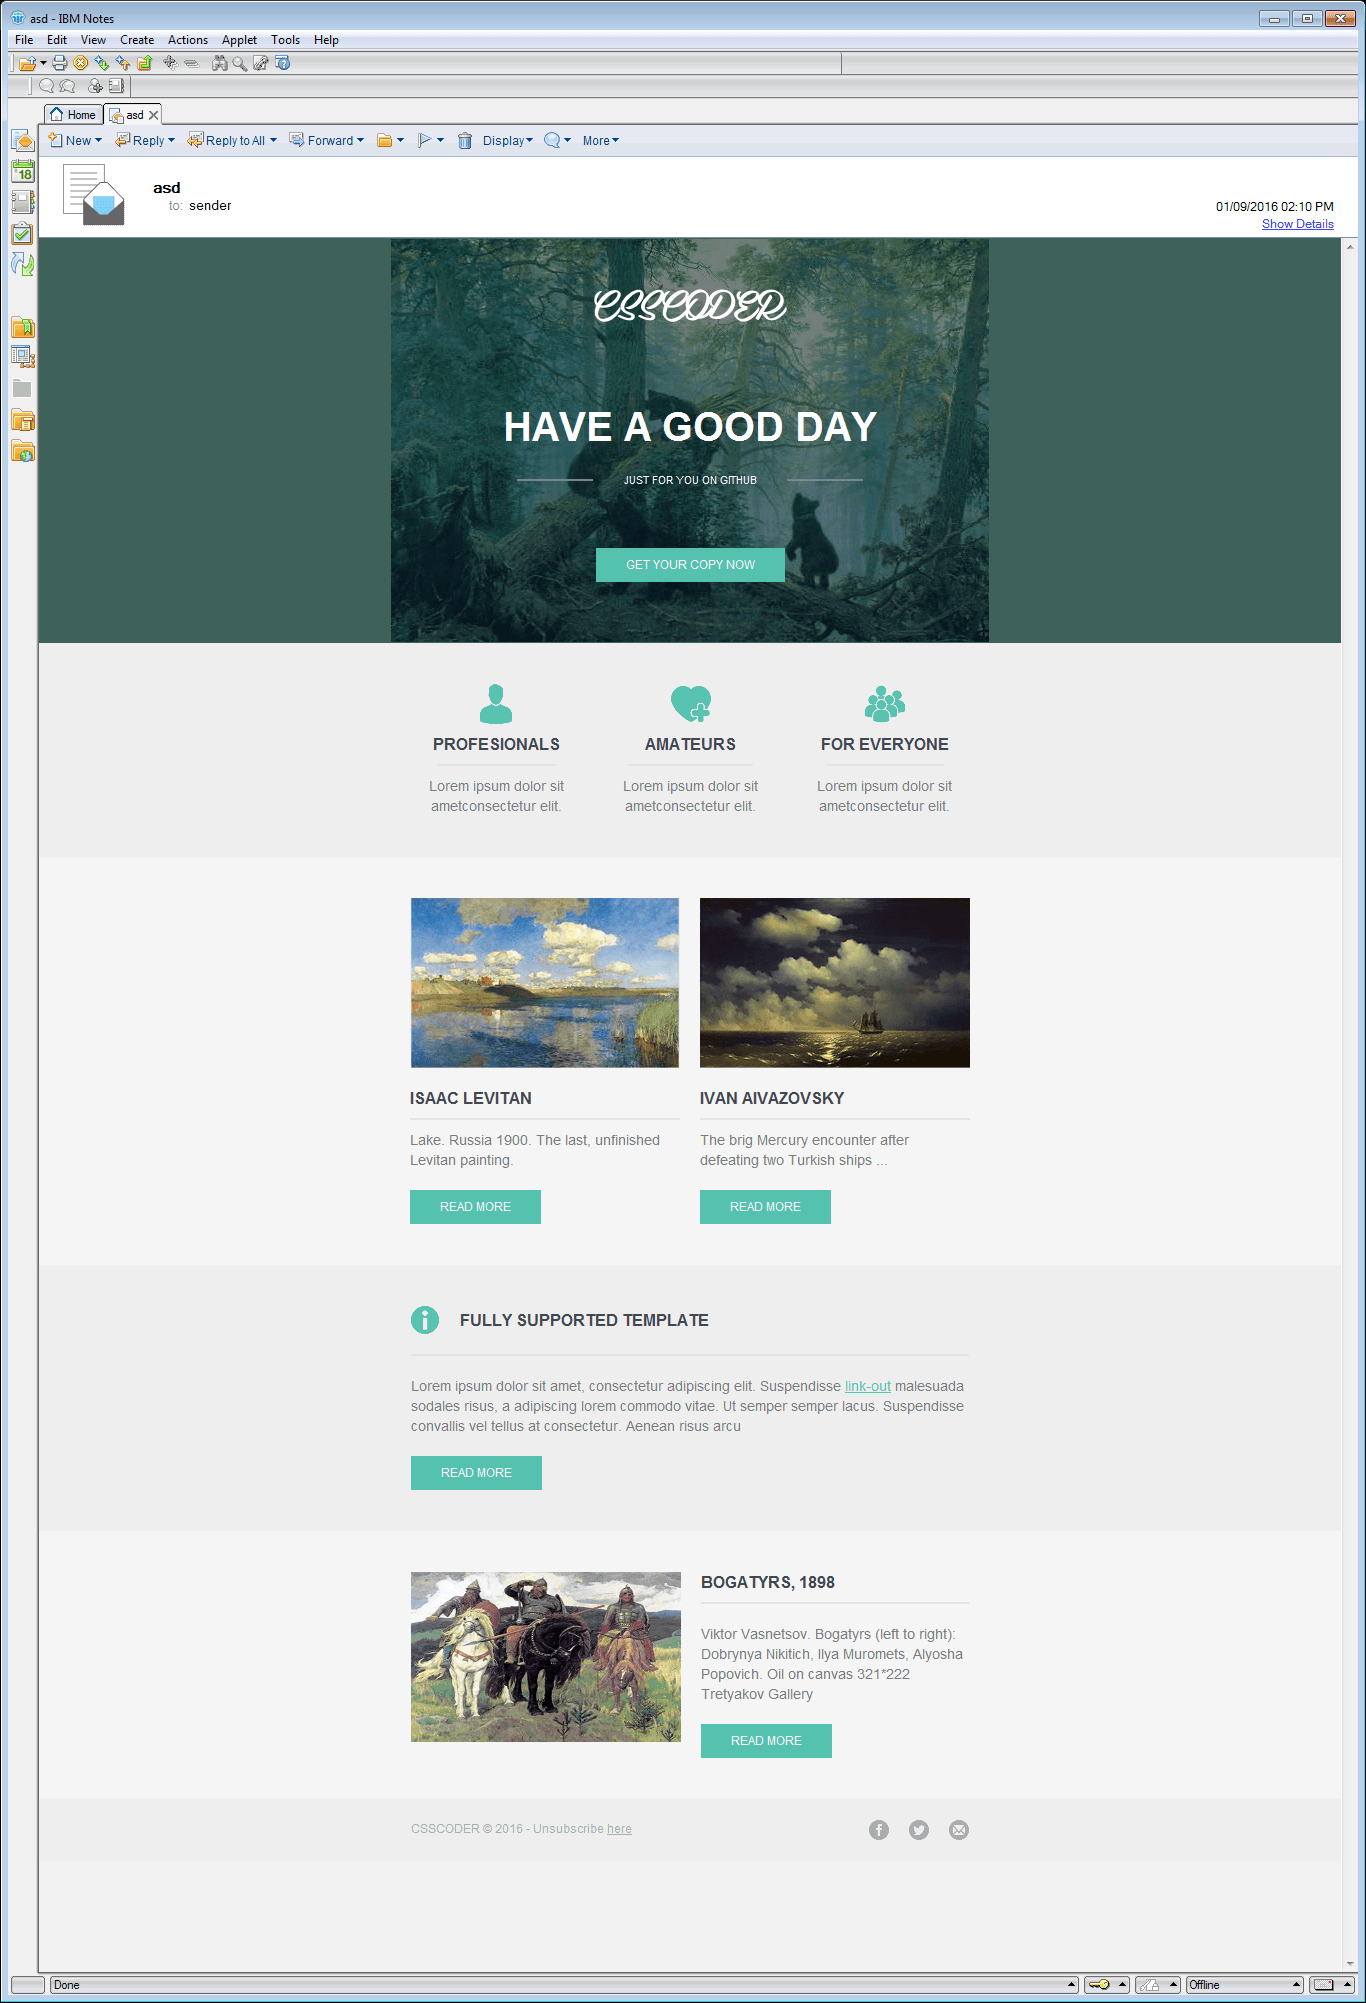 asd - IBM Notes
File Edit View Create Actions Applet Tools Help
Home asd
New Reply Reply to All Forward Display More
18
asd
to: sender
01/09/2016 02:10 PM
Show Details
CSSCODER
HAVE A GOOD DAY
JUST FOR YOU ON GITHUB
GET YOUR COPY NOW
PROFESIONALS
Lorem ipsum dolor sit
ametconsectetur elit.
AMATEURS
Lorem ipsum dolor sit
ametconsectetur elit.
FOR EVERYONE
Lorem ipsum dolor sit
ametconsectetur elit.
ISAAC LEVITAN
Lake. Russia 1900. The last, unfinished
Levitan painting.
READ MORE
IVAN AIVAZOVSKY
The brig Mercury encounter after
defeating two Turkish ships ...
READ MORE
FULLY SUPPORTED TEMPLATE
Lorem ipsum dolor sit amet, consectetur adipiscing elit. Suspendisse link-out malesuada
sodales risus, a adipiscing lorem commodo vitae. Ut semper semper lacus. Suspendisse
convallis vel tellus at consectetur. Aenean risus arcu
READ MORE
BOGATYRS, 1898
Viktor Vasnetsov. Bogatyrs (left to right):
Dobrynya Nikitich, Ilya Muromets, Alyosha
Popovich. Oil on canvas 321*222
Tretyakov Gallery
READ MORE
CSSCODER © 2016 - Unsubscribe here
Done
Offline